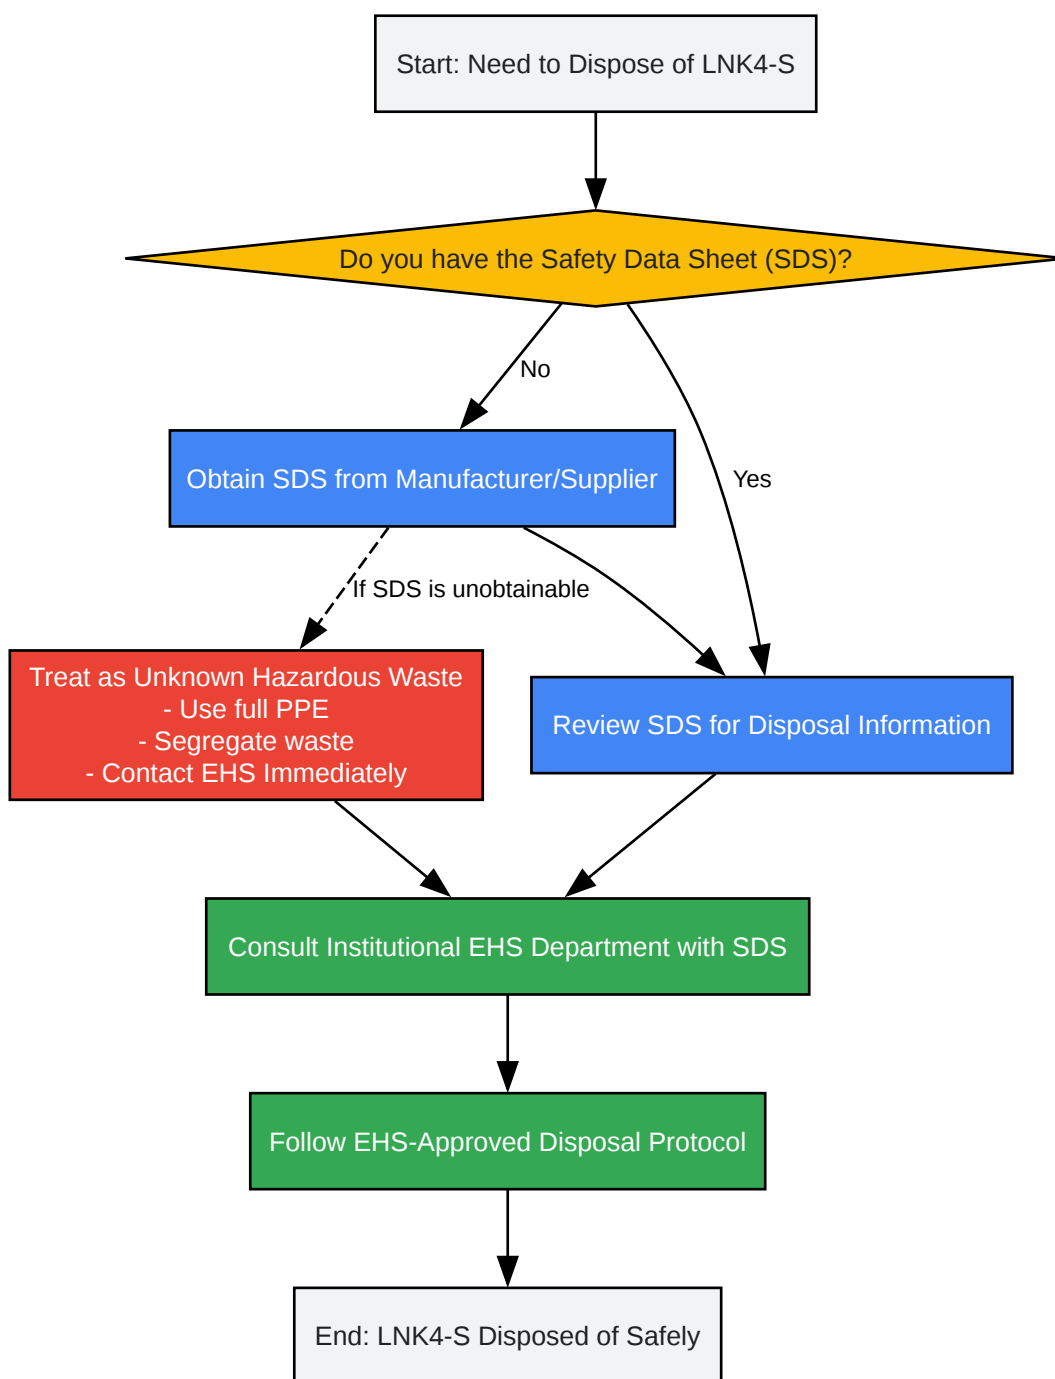 Start: Need to Dispose of LNK4-S
Do you have the Safety Data Sheet (SDS)?
No
Obtain SDS from Manufacturer/Supplier
Yes
If SDS is unobtainable
Treat as Unknown Hazardous Waste
- Use full PPE
- Segregate waste
- Contact EHS Immediately
Review SDS for Disposal Information
Consult Institutional EHS Department with SDS
Follow EHS-Approved Disposal Protocol
End: LNK4-S Disposed of Safely